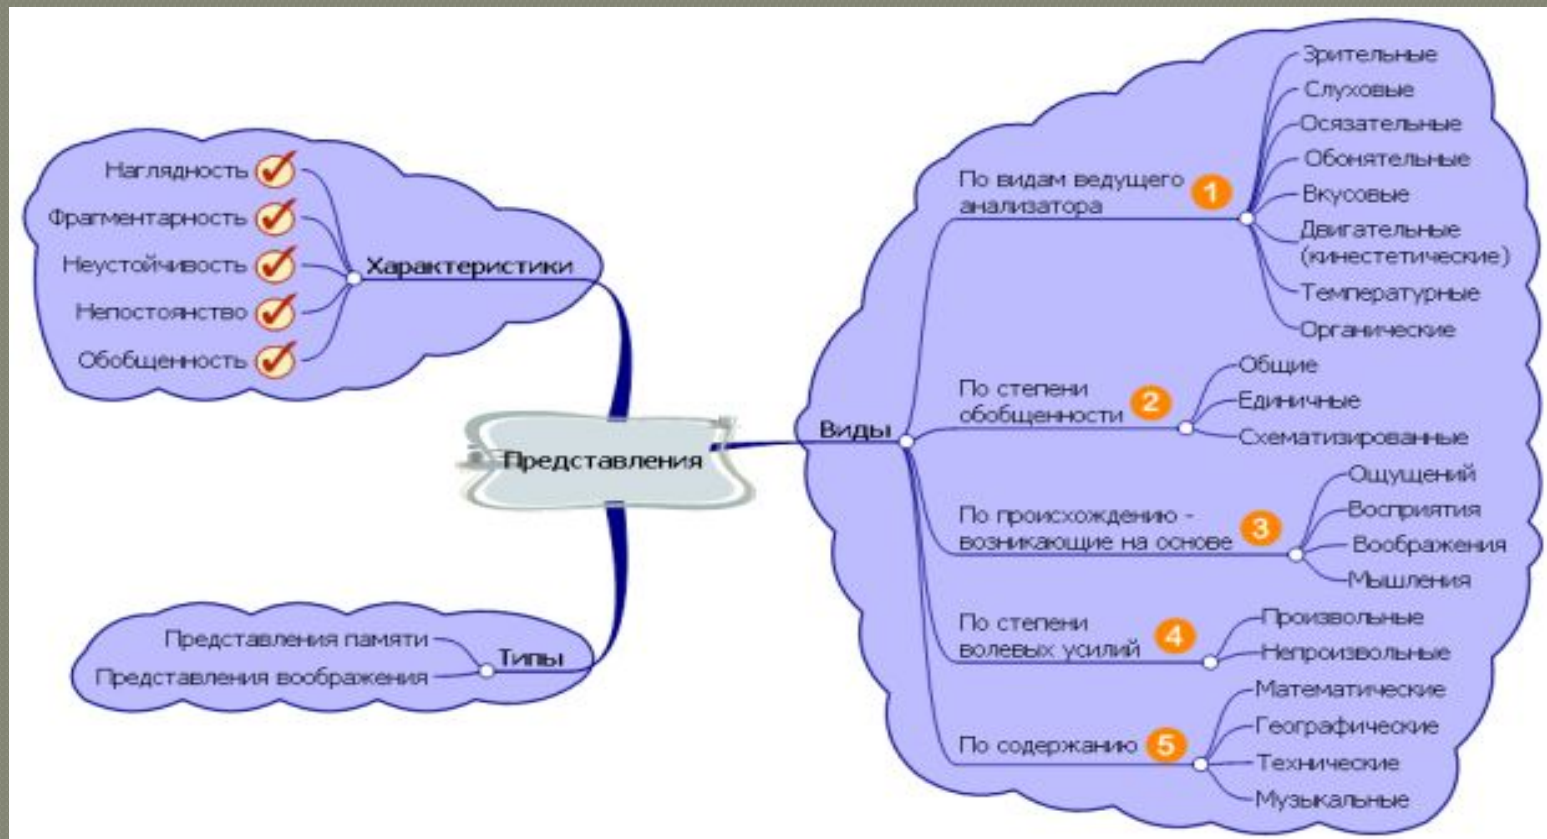 Представления
Характеристики
Наглядность
Фрагментарность
Неустойчивость
Непостоянство
Обобщенность
Типы
Представления памяти
Представления воображения
Виды
По видам ведущего
анализатора
1
Зрительные
Слуховые
Осязательные
Обонятельные
Вкусовые
Двигательные
(кинестетические)
Температурные
Органические
По степени
обобщенности
2
Общие
Единичные
Схематизированные
По происхождению -
возникающие на основе
3
Ощущений
Восприятия
Воображения
Мышления
По степени
волевых усилий
4
Произвольные
Непроизвольные
По содержанию
5
Математические
Географические
Технические
Музыкальные